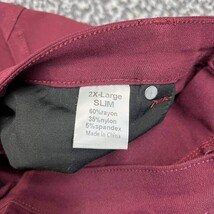 2X-Large
SLIM
60%rayon
35%nylon
5%spandex
Made in China